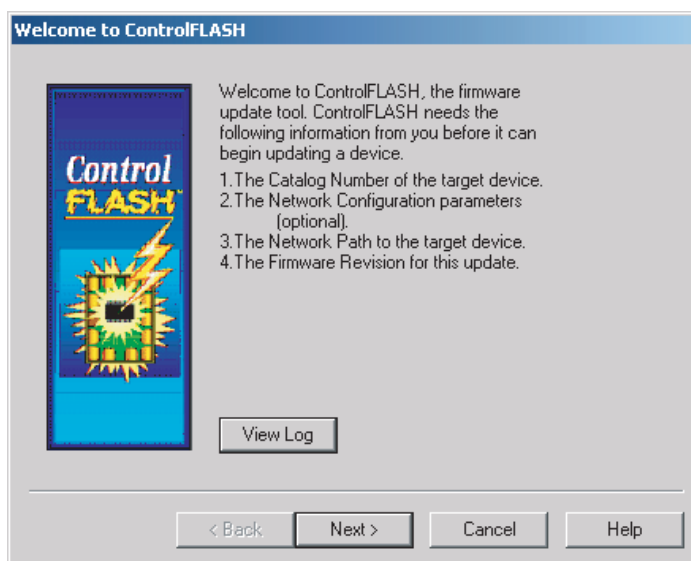 Welcome to ControlFLASH
Control
FLASH™
Welcome to ControlFLASH, the firmware
update tool. ControlFLASH needs the
following information from you before it can
begin updating a device.
1.The Catalog Number of the target device.
2.The Network Configuration parameters
(optional).
3.The Network Path to the target device.
4.The Firmware Revision for this update.
View Log
< Back
Next >
Cancel
Help